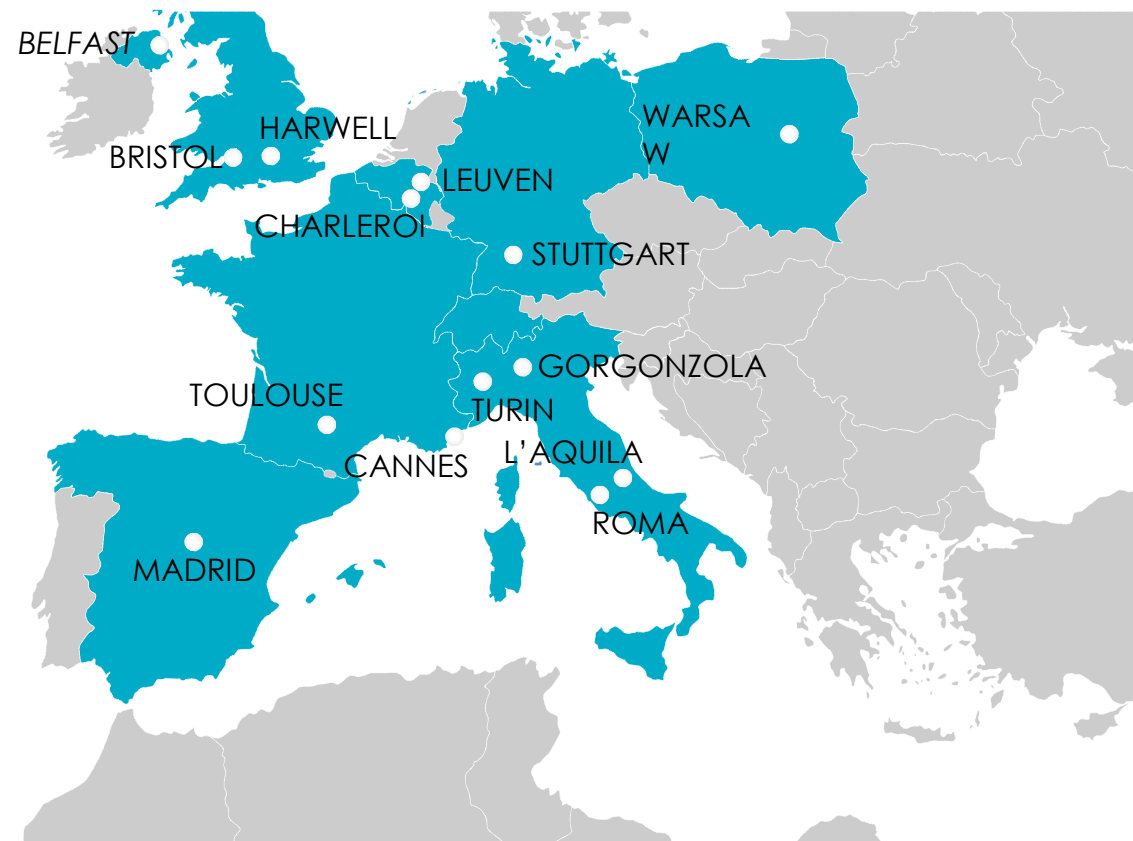 BELFAST
WARSA
W
HARWELL
BRISTOL
LEUVEN
CHARLEROI
STUTTGART
GORGONZOLA
TOULOUSE
TURIN
L'AQUILA
CANNES
ROMA
MADRID